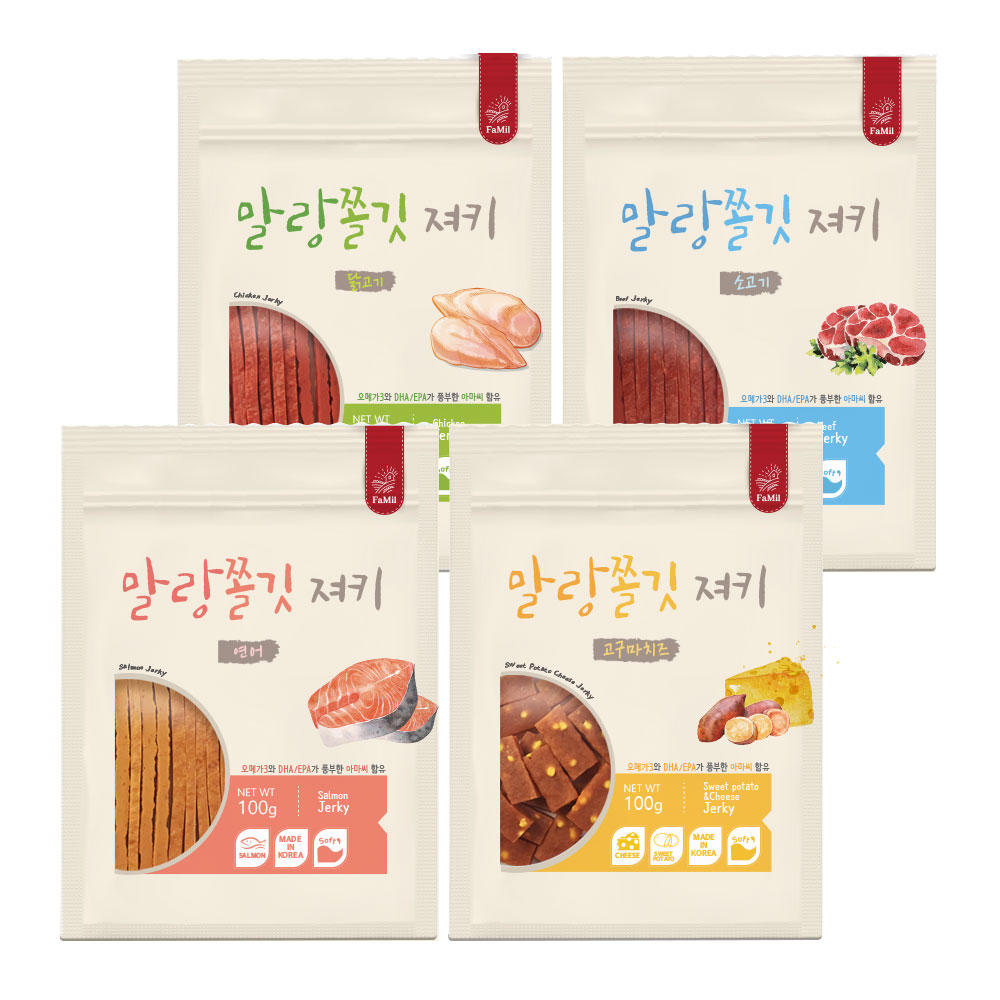 FaMil
말랑쫄깃 져키
닭고기
Chicken Jerky
오메가3와 DHA/EPA가 풍부한 아마씨 함유
NET WT
Chicken
FaMil
말랑쫄깃 져키
소고기
Beef Jerky
오메가3와 DHA/EPA가 풍부한 아마씨 함유
NET WT
Jerky
Softy
FaMil
말랑쫄깃 져키
연어
Salmon Jerky
오메가3와 DHA/EPA가 풍부한 아마씨 함유
NET WT
100g
Salmon
Jerky
SALMON
MADE
IN
KOREA
Softy
FaMil
말랑쫄깃 져키
고구마치즈
Sweet Potato Cheese Jerky
오메가3와 DHA/EPA가 풍부한 아마씨 함유
NET WT
100g
Sweet potato
&Cheese
Jerky
CHEESE
SWEET
POTATO
MADE
IN
KOREA
Softy